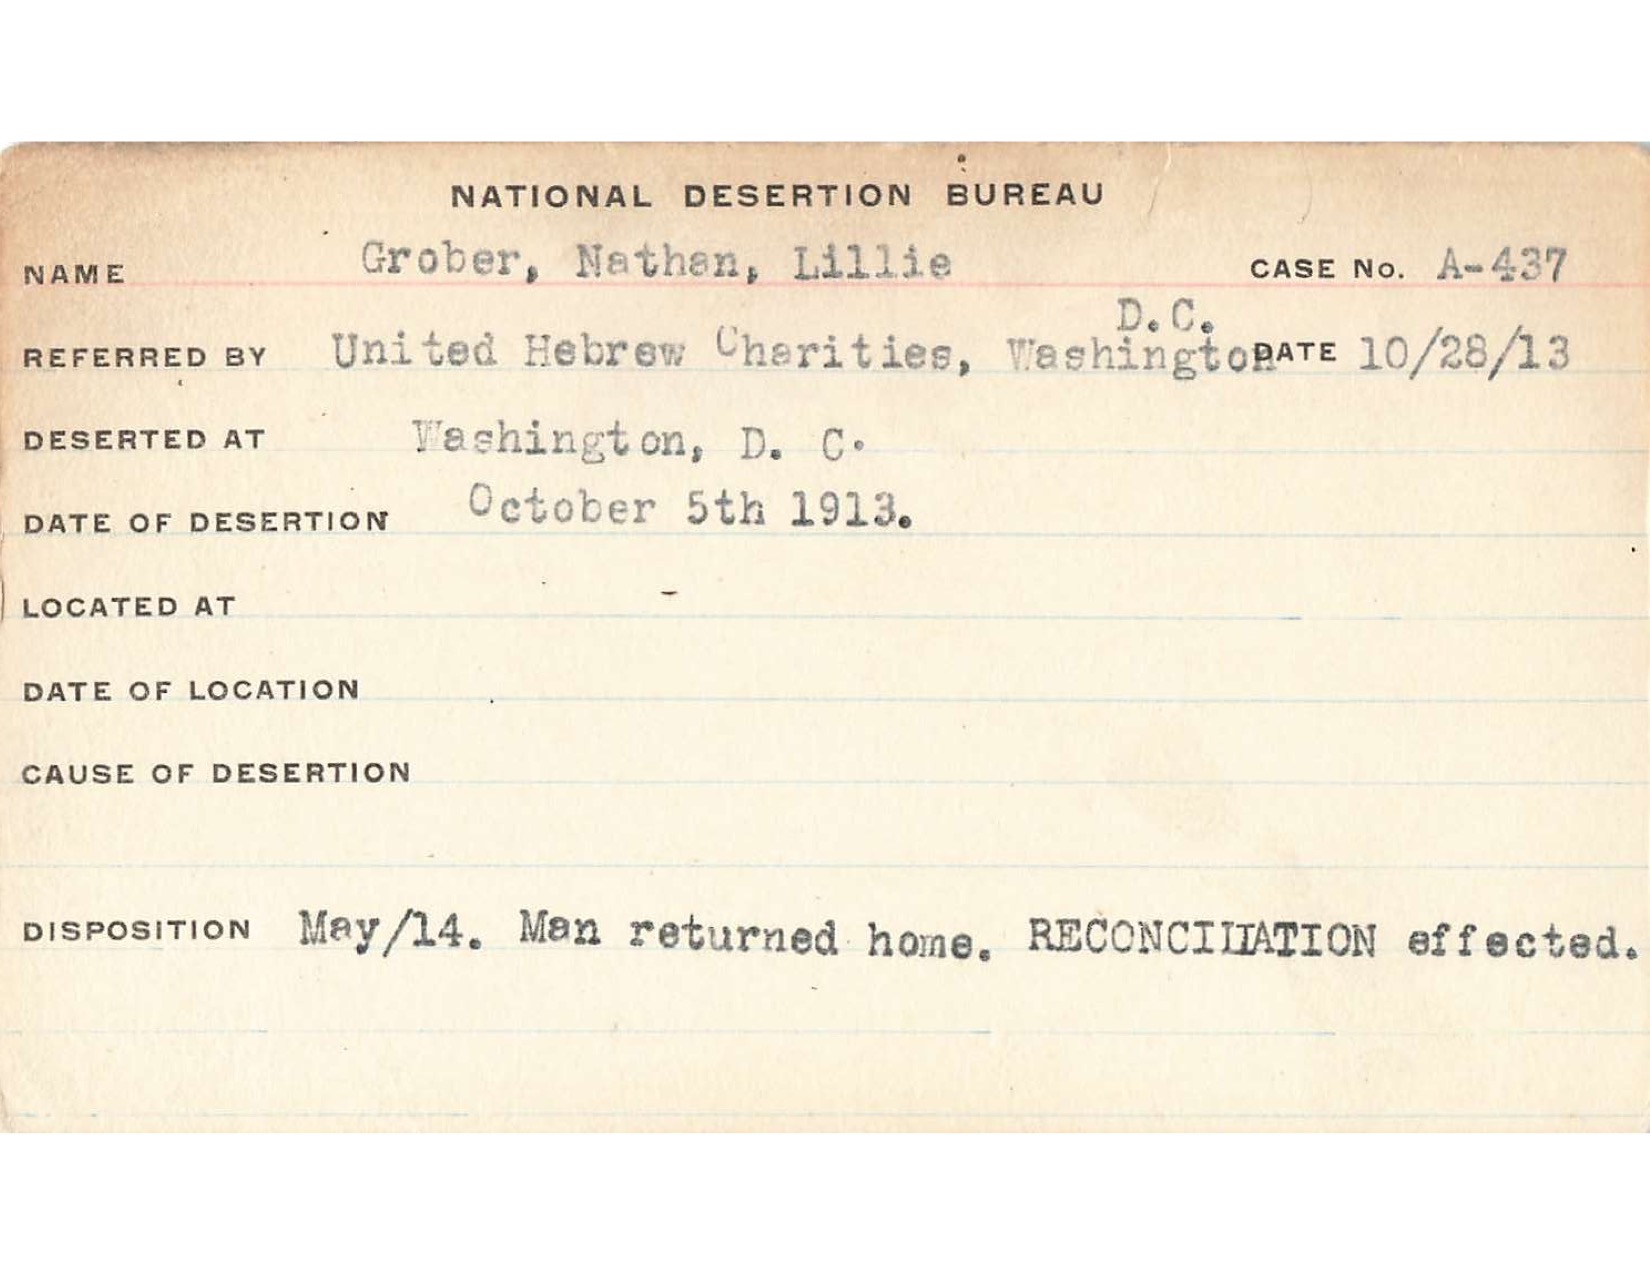 NATIONAL DESERTION BUREAU
NAME Grober, Nathan, Lillie CASE No. A-437
D.C.
REFERRED BY United Hebrew Charities, Washington DATE 10/28/13
DESERTED AT Washington, D. C.
DATE OF DESERTION October 5th 1913.
LOCATED AT
DATE OF LOCATION
CAUSE OF DESERTION
DISPOSITION May/14. Man returned home. RECONCILIATION effected.